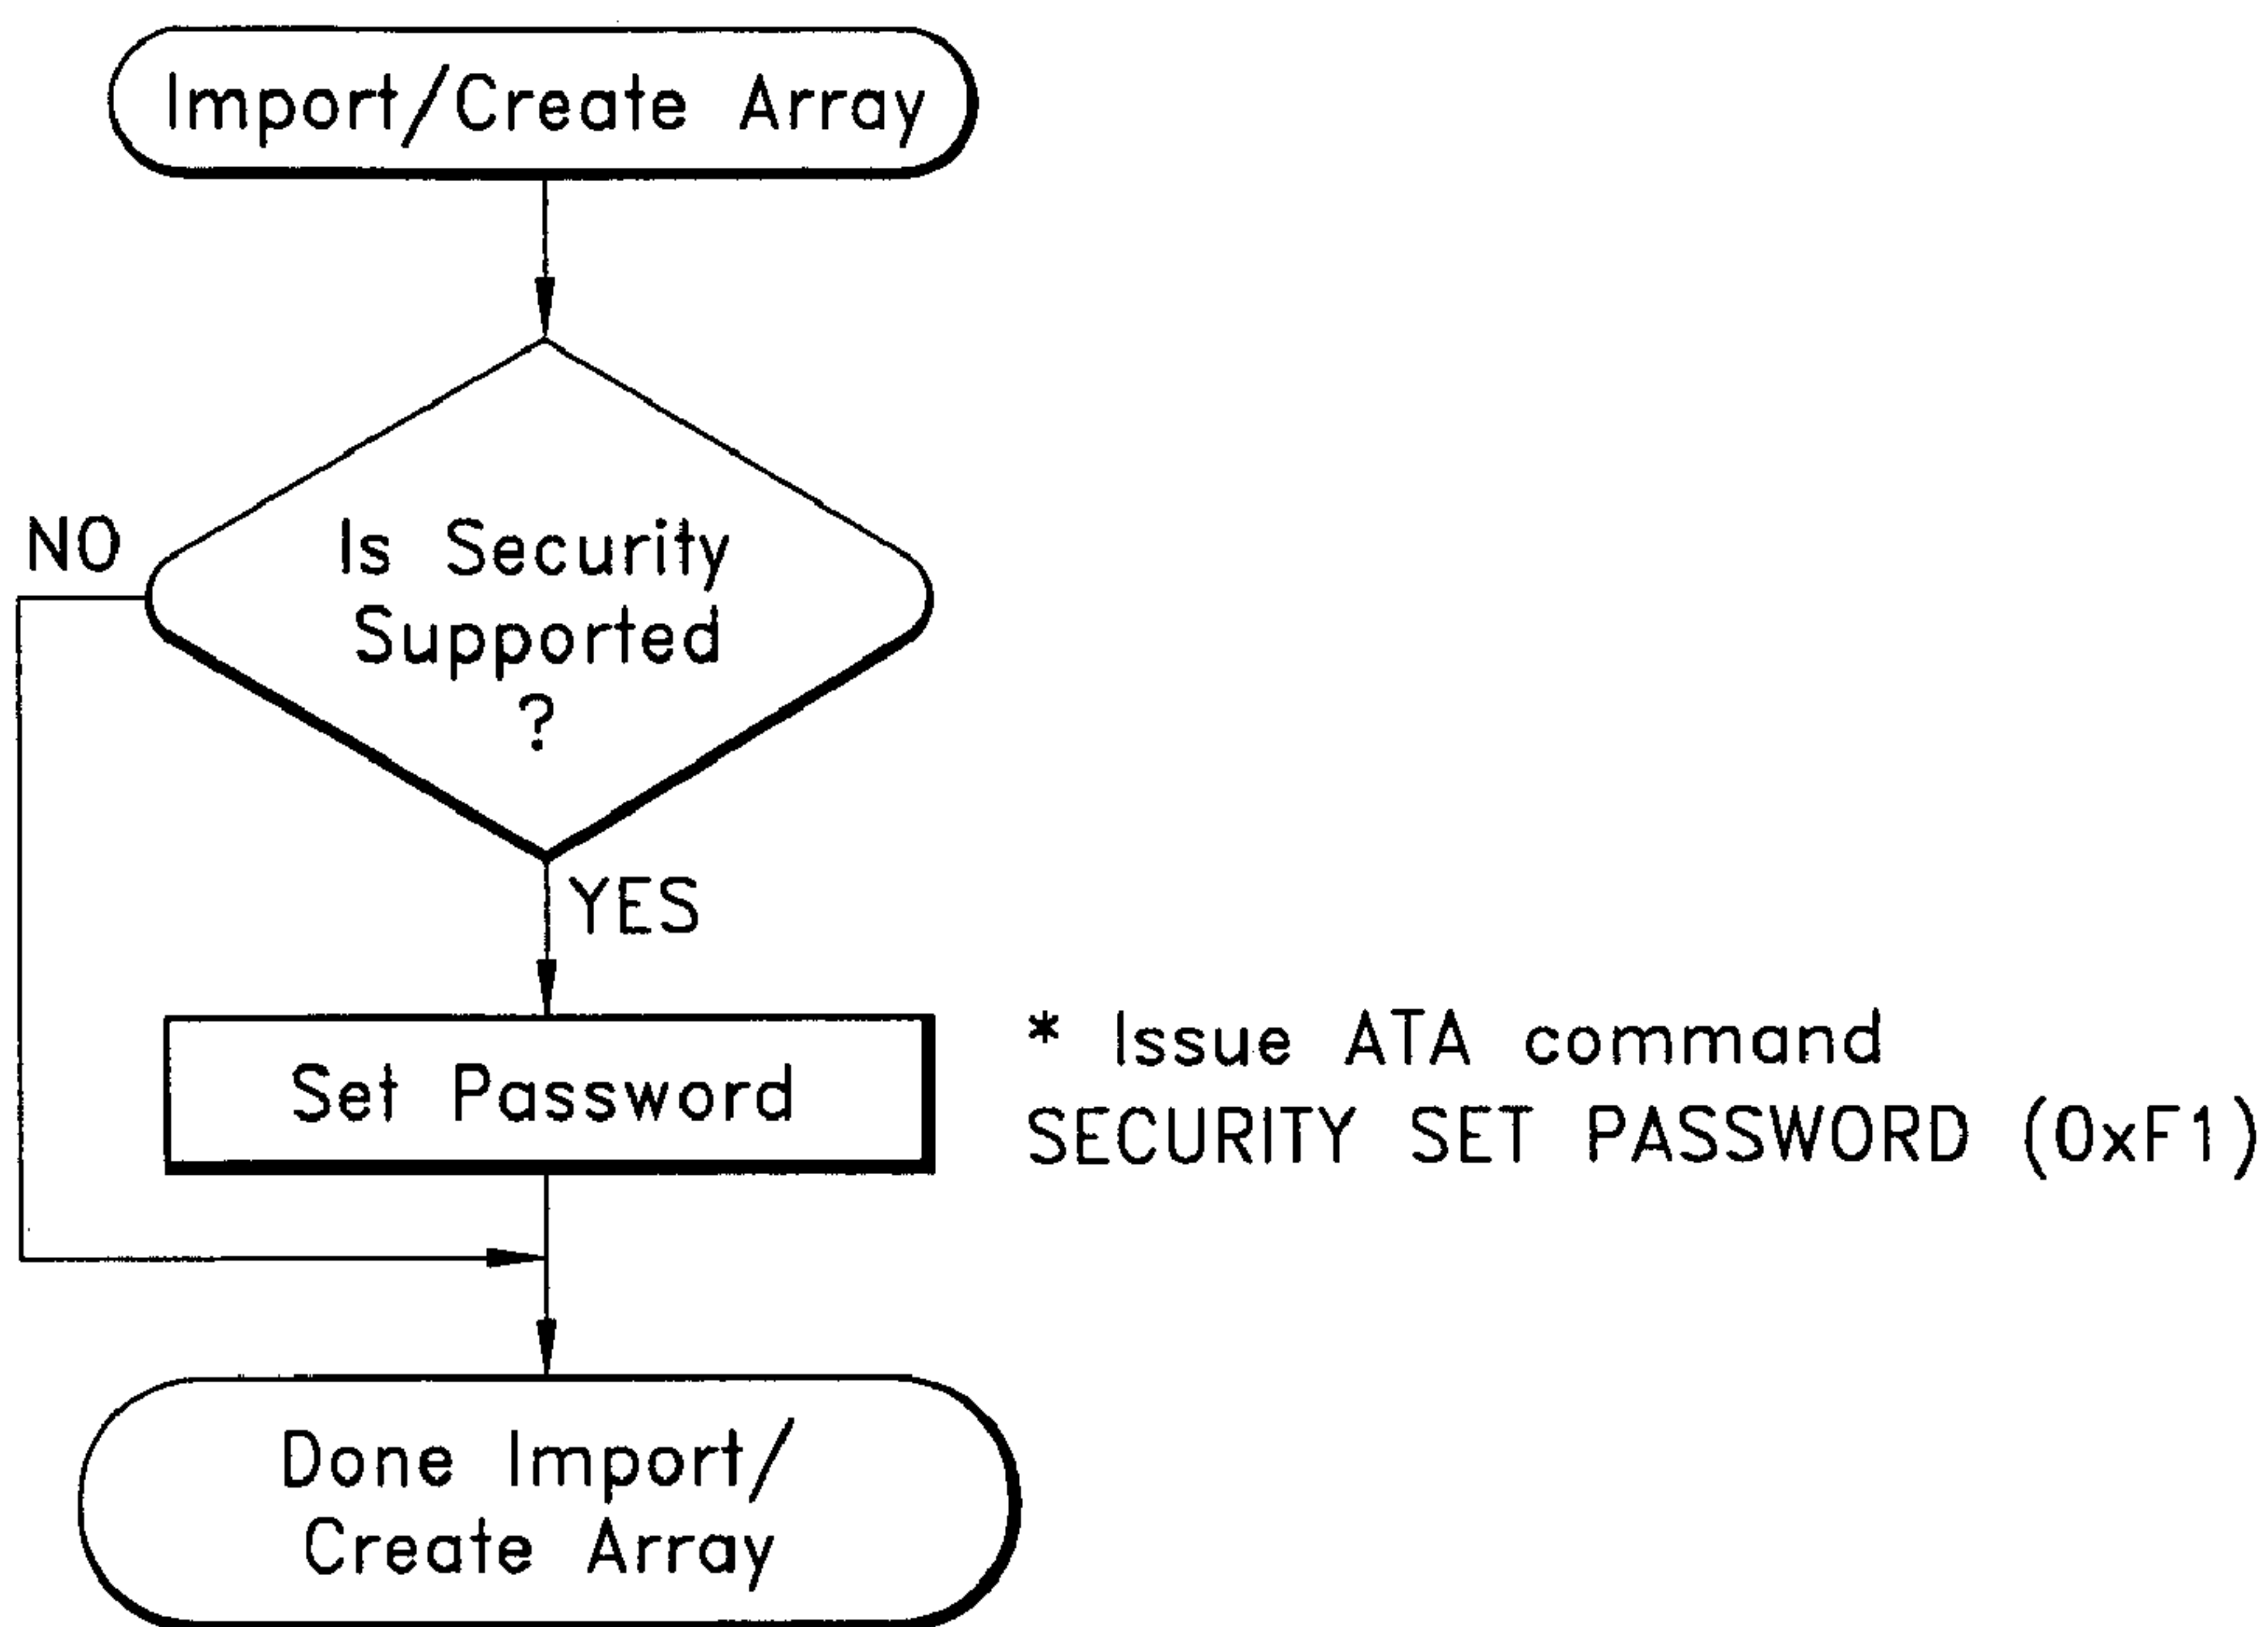 Import/Create Array
NO
Is Security
Supported
?
YES
Set Password
* Issue ATA command
SECURITY SET PASSWORD (0xF1)
Done Import/
Create Array